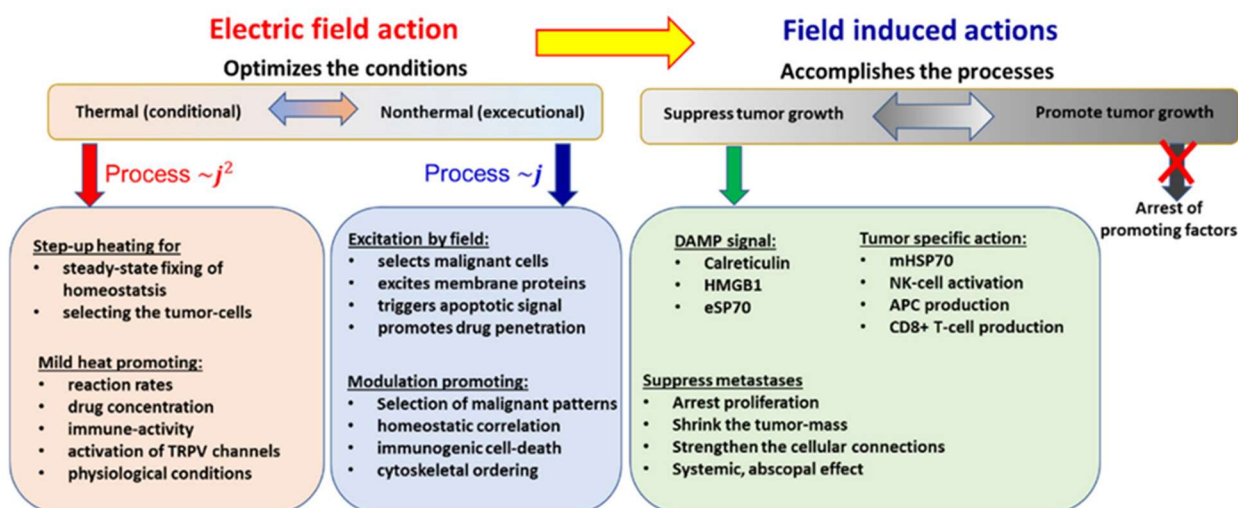 Electric field action
Field induced actions
Optimizes the conditions
Accomplishes the processes
Thermal (conditional)
Nonthermal (excecutional)
Suppress tumor growth
Promote tumor growth
Process ~j²
Process ~j
Arrest of
promoting factors
Step-up heating for
• steady-state fixing of
homeostatsis
• selecting the tumor-cells
Mild heat promoting:
• reaction rates
• drug concentration
• immune-activity
• activation of TRPV channels
• physiological conditions
Excitation by field:
• selects malignant cells
• excites membrane proteins
• triggers apoptotic signal
• promotes drug penetration
Modulation promoting:
• Selection of malignant patterns
• homeostatic correlation
• immunogenic cell-death
• cytoskeletal ordering
DAMP signal:
• Calreticulin
• HMGB1
• eSP70
Tumor specific action:
• mHSP70
• NK-cell activation
• APC production
• CD8+ T-cell production
Suppress metastases
• Arrest proliferation
• Shrink the tumor-mass
• Strengthen the cellular connections
• Systemic, abscopal effect